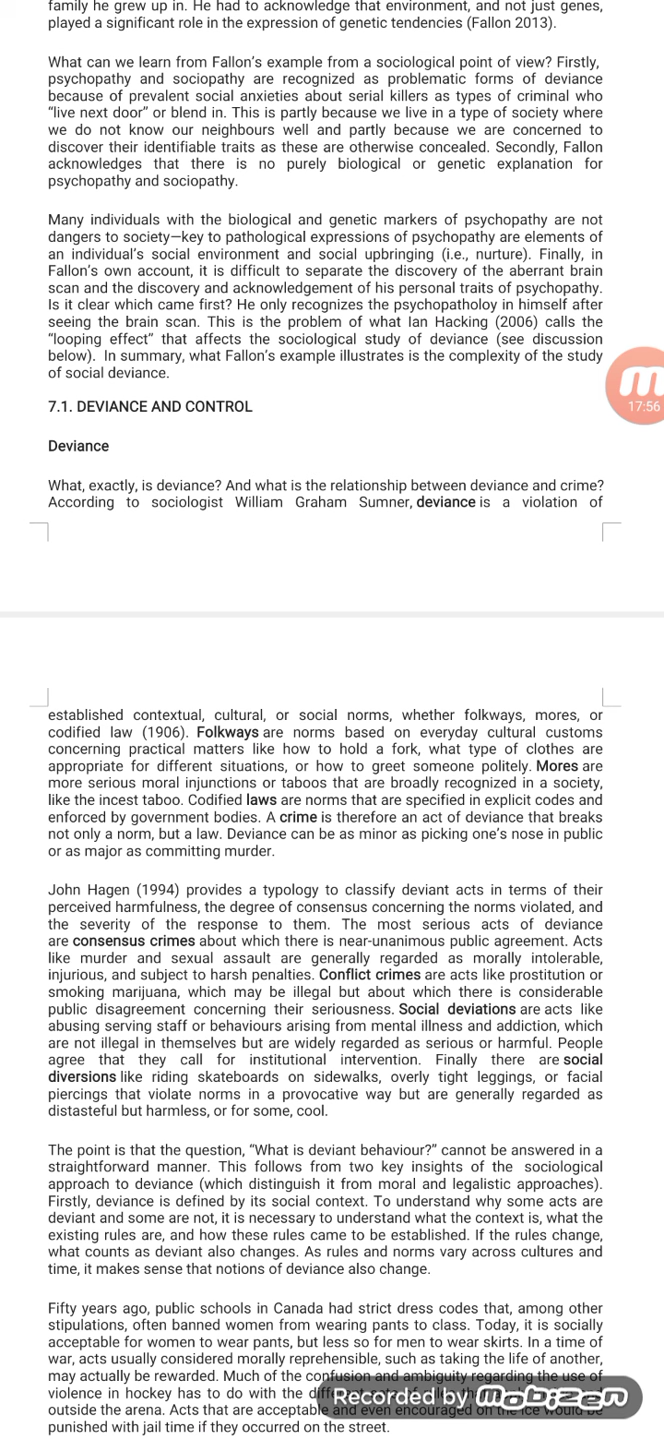 family he grew up in. He had to acknowledge that environment, and not just genes,
played a significant role in the expression of genetic tendencies (Fallon 2013).
What can we learn from Fallon's example from a sociological point of view? Firstly,
psychopathy and sociopathy are recognized as problematic forms of deviance
because of prevalent social anxieties about serial killers as types of criminal who
“live next door” or blend in. This is partly because we live in a type of society where
we do not know our neighbours well and partly because we are concerned to
discover their identifiable traits as these are otherwise concealed. Secondly, Fallon
acknowledges that there is no purely biological or genetic explanation for
psychopathy and sociopathy.
Many individuals with the biological and genetic markers of psychopathy are not
dangers to society—key to pathological expressions of psychopathy are elements of
an individual's social environment and social upbringing (i.e., nurture). Finally, in
Fallon's own account, it is difficult to separate the discovery of the aberrant brain
scan and the discovery and acknowledgement of his personal traits of psychopathy.
Is it clear which came first? He only recognizes the psychopatholoy in himself after
seeing the brain scan. This is the problem of what Ian Hacking (2006) calls the
“looping effect” that affects the sociological study of deviance (see discussion
below). In summary, what Fallon's example illustrates is the complexity of the study
of social deviance.
17:56
7.1. DEVIANCE AND CONTROL
Deviance
What, exactly, is deviance? And what is the relationship between deviance and crime?
According to sociologist William Graham Sumner, deviance is a violation of
established contextual, cultural, or social norms, whether folkways, mores, or
codified law (1906). Folkways are norms based on everyday cultural customs
concerning practical matters like how to hold a fork, what type of clothes are
appropriate for different situations, or how to greet someone politely. Mores are
more serious moral injunctions or taboos that are broadly recognized in a society,
like the incest taboo. Codified laws are norms that are specified in explicit codes and
enforced by government bodies. A crime is therefore an act of deviance that breaks
not only a norm, but a law. Deviance can be as minor as picking one's nose in public
or as major as committing murder.
John Hagen (1994) provides a typology to classify deviant acts in terms of their
perceived harmfulness, the degree of consensus concerning the norms violated, and
the severity of the response to them. The most serious acts of deviance
are consensus crimes about which there is near-unanimous public agreement. Acts
like murder and sexual assault are generally regarded as morally intolerable,
injurious, and subject to harsh penalties. Conflict crimes are acts like prostitution or
smoking marijuana, which may be illegal but about which there is considerable
public disagreement concerning their seriousness. Social deviations are acts like
abusing serving staff or behaviours arising from mental illness and addiction, which
are not illegal in themselves but are widely regarded as serious or harmful. People
agree that they call for institutional intervention. Finally there are social
diversions like riding skateboards on sidewalks, overly tight leggings, or facial
piercings that violate norms in a provocative way but are generally regarded as
distasteful but harmless, or for some, cool.
The point is that the question, “What is deviant behaviour?” cannot be answered in a
straightforward manner. This follows from two key insights of the sociological
approach to deviance (which distinguish it from moral and legalistic approaches).
Firstly, deviance is defined by its social context. To understand why some acts are
deviant and some are not, it is necessary to understand what the context is, what the
existing rules are, and how these rules came to be established. If the rules change,
what counts as deviant also changes. As rules and norms vary across cultures and
time, it makes sense that notions of deviance also change.
Fifty years ago, public schools in Canada had strict dress codes that, among other
stipulations, often banned women from wearing pants to class. Today, it is socially
acceptable for women to wear pants, but less so for men to wear skirts. In a time of
war, acts usually considered morally reprehensible, such as taking the life of another,
may actually be rewarded. Much of the confusion and ambiguity regarding the use of
violence in hockey has to do with the
Recorded by Mobizen
outside the arena. Acts that are acceptable and even encouraged on the ice would be
punished with jail time if they occurred on the street.